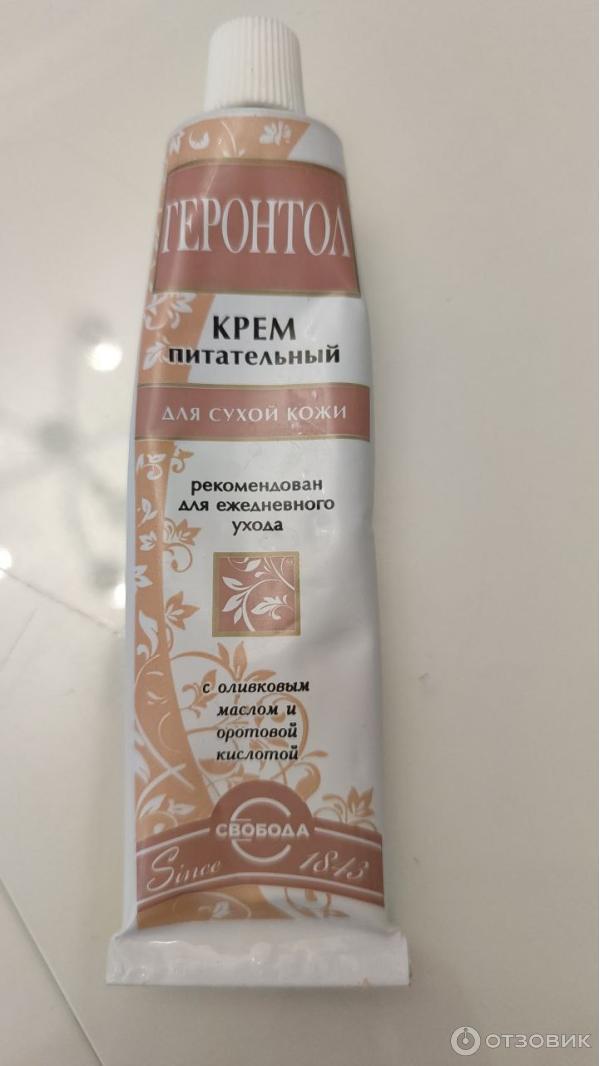 ГЕРОНТОЛ
КРЕМ
питательный
ДЛЯ СУХОЙ КОЖИ
рекомендован
для ежедневного
ухода
с оливковым
маслом и
оротовой
кислотой
СВОБОДА
Since 1843
ОТЗОВИК